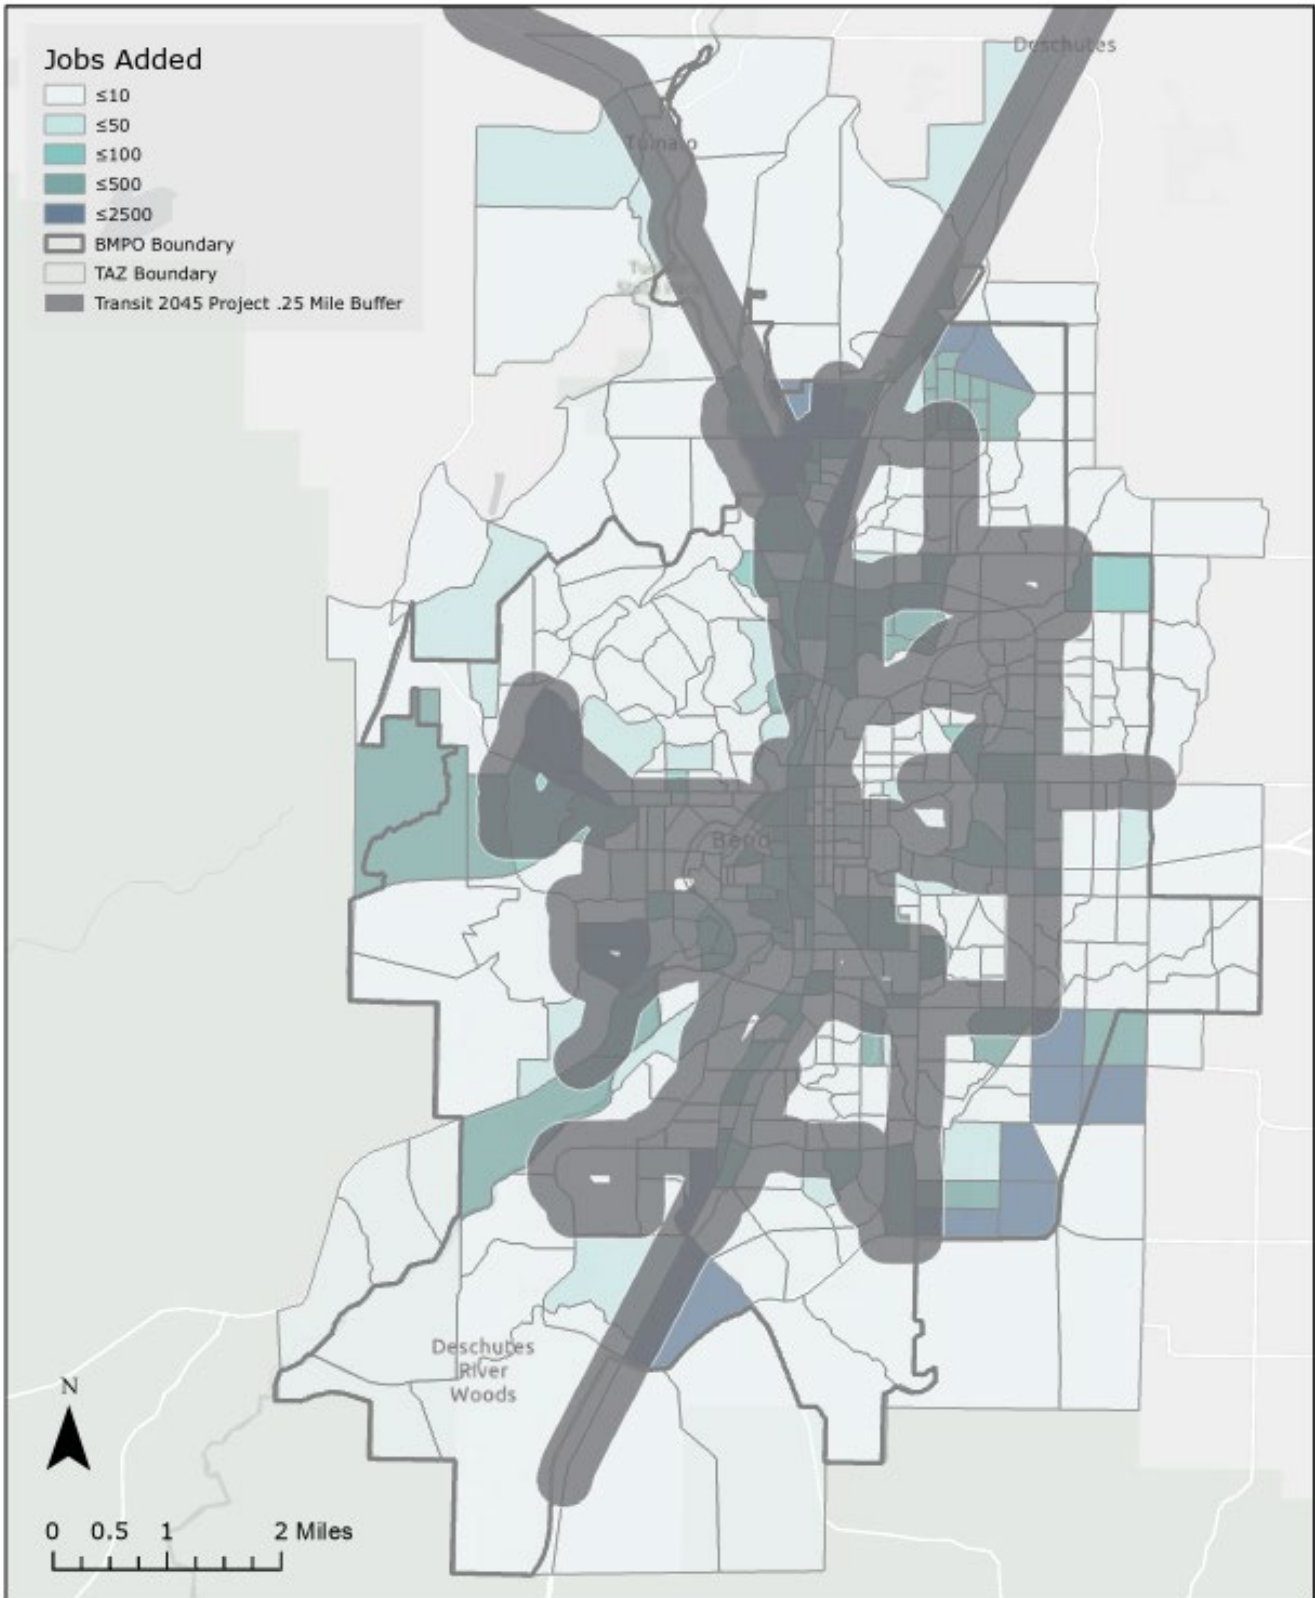 Jobs Added
≤10
≤50
≤100
≤500
≤2500
BMPO Boundary
TAZ Boundary
Transit 2045 Project .25 Mile Buffer
Deschutes
Tumalo
Bend
Deschutes
River
Woods
N
0 0.5 1 2 Miles